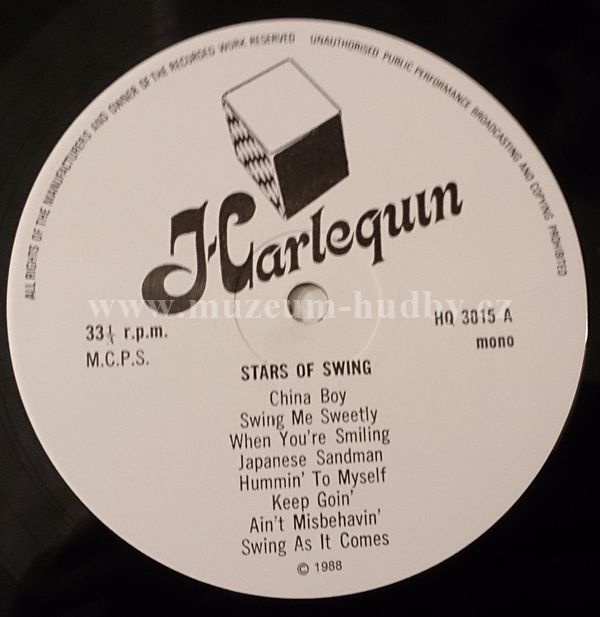 ALL RIGHTS OF THE MANUFACTURERS AND OWNER OF THE RECORDED WORK RESERVED UNAUTHORISED PUBLIC PERFORMANCE BROADCASTING AND COPYING PROHIBITED
Harlequin
www.muzeum-hudby.cz
33⅓ r.p.m.
M.C.P.S.
HQ 3015 A
mono
STARS OF SWING
China Boy
Swing Me Sweetly
When You're Smiling
Japanese Sandman
Hummin' To Myself
Keep Goin'
Ain't Misbehavin'
Swing As It Comes
© 1988